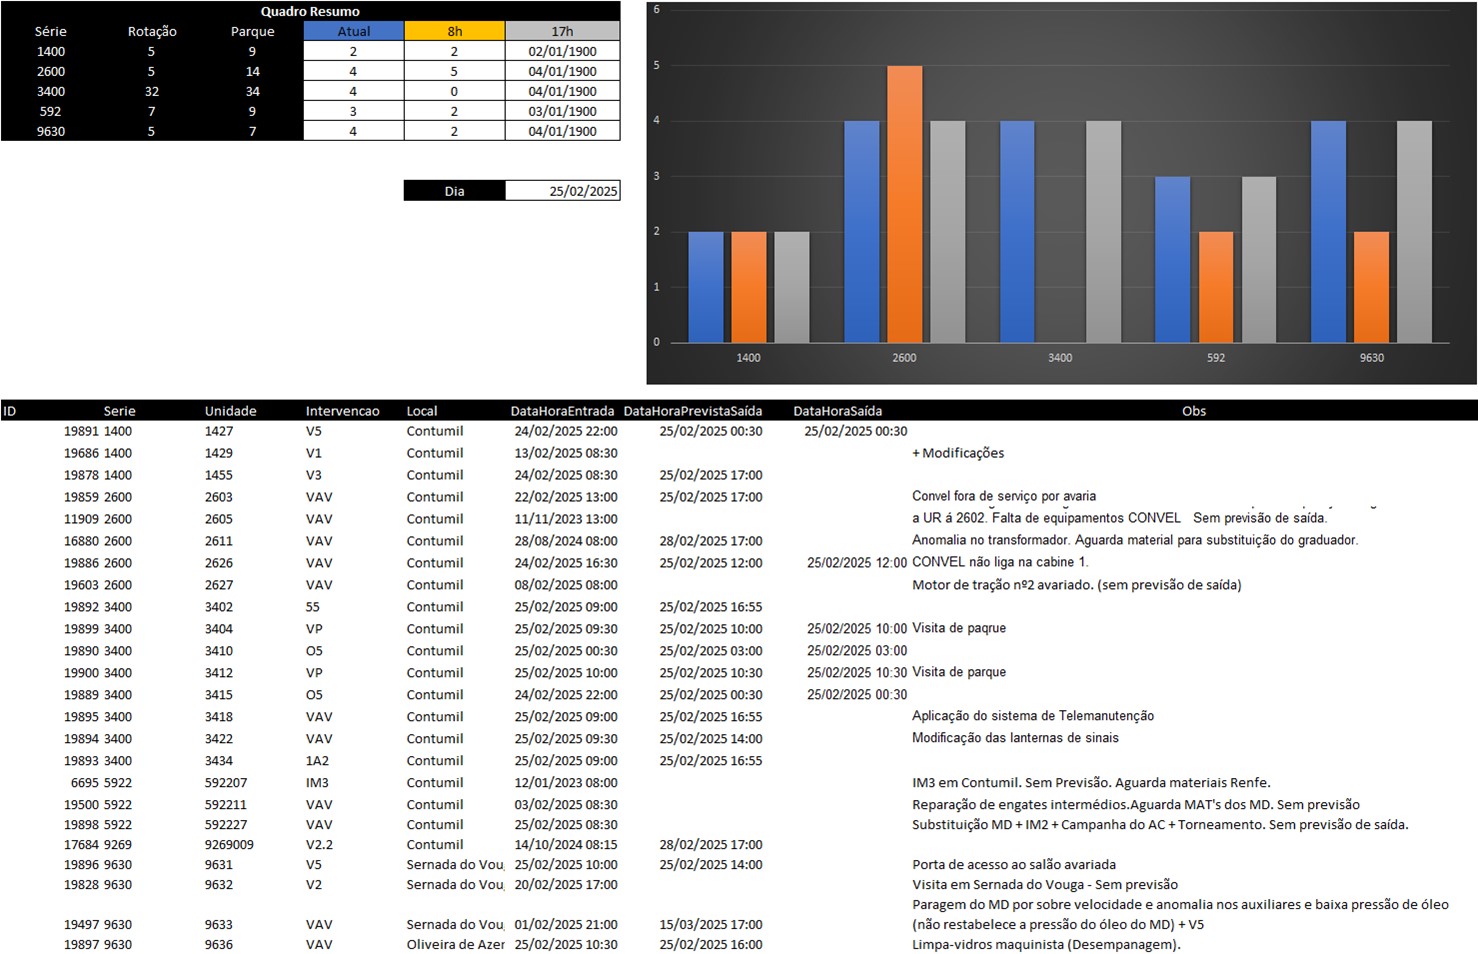 Quadro Resumo
Série Rotação Parque Atual 8h 17h
1400 5 9 2 2 02/01/1900
2600 5 14 4 5 04/01/1900
3400 32 34 4 0 04/01/1900
592 7 9 3 2 03/01/1900
9630 5 7 4 2 04/01/1900
Dia 25/02/2025
6
5
4
3
2
1
0
1400 2600 3400 592 9630
ID Serie Unidade Intervencao Local DataHoraEntrada DataHoraPrevistaSaída DataHoraSaída Obs
19891 1400 1427 V5 Contumil 24/02/2025 22:00 25/02/2025 00:30 25/02/2025 00:30
19686 1400 1429 V1 Contumil 13/02/2025 08:30 + Modificações
19878 1400 1455 V3 Contumil 24/02/2025 08:30 25/02/2025 17:00
19859 2600 2603 VAV Contumil 22/02/2025 13:00 25/02/2025 17:00 Convel fora de serviço por avaria
11909 2600 2605 VAV Contumil 11/11/2023 13:00 a UR á 2602. Falta de equipamentos CONVEL Sem previsão de saída.
16880 2600 2611 VAV Contumil 28/08/2024 08:00 28/02/2025 17:00 Anomalia no transformador. Aguarda material para substituição do graduador.
19886 2600 2626 VAV Contumil 24/02/2025 16:30 25/02/2025 12:00 25/02/2025 12:00 CONVEL não liga na cabine 1.
19603 2600 2627 VAV Contumil 08/02/2025 08:00 Motor de tração nº2 avariado. (sem previsão de saída)
19892 3400 3402 55 Contumil 25/02/2025 09:00 25/02/2025 16:55
19899 3400 3404 VP Contumil 25/02/2025 09:30 25/02/2025 10:00 25/02/2025 10:00 Visita de paqrue
19890 3400 3410 O5 Contumil 25/02/2025 00:30 25/02/2025 03:00 25/02/2025 03:00
19900 3400 3412 VP Contumil 25/02/2025 10:00 25/02/2025 10:30 25/02/2025 10:30 Visita de parque
19889 3400 3415 O5 Contumil 24/02/2025 22:00 25/02/2025 00:30 25/02/2025 00:30
19895 3400 3418 VAV Contumil 25/02/2025 09:00 25/02/2025 16:55 Aplicação do sistema de Telemanutenção
19894 3400 3422 VAV Contumil 25/02/2025 09:30 25/02/2025 14:00 Modificação das lanternas de sinais
19893 3400 3434 1A2 Contumil 25/02/2025 09:00 25/02/2025 16:55
6695 5922 592207 IM3 Contumil 12/01/2023 08:00 IM3 em Contumil. Sem Previsão. Aguarda materiais Renfe.
19500 5922 592211 VAV Contumil 03/02/2025 08:30 Reparação de engates intermédios.Aguarda MAT's dos MD. Sem previsão
19898 5922 592227 VAV Contumil 25/02/2025 08:30 Substituição MD + IM2 + Campanha do AC + Torneamento. Sem previsão de saída.
17684 9269 9269009 V2.2 Contumil 14/10/2024 08:15 28/02/2025 17:00
19896 9630 9631 V5 Sernada do Vou 25/02/2025 10:00 25/02/2025 14:00 Porta de acesso ao salão avariada
19828 9630 9632 V2 Sernada do Vou 20/02/2025 17:00 Visita em Sernada do Vouga - Sem previsão
Paragem do MD por sobre velocidade e anomalia nos auxiliares e baixa pressão de óleo
19497 9630 9633 VAV Sernada do Vou 01/02/2025 21:00 15/03/2025 17:00 (não restabelece a pressão do óleo do MD) + V5
19897 9630 9636 VAV Oliveira de Azer 25/02/2025 10:30 25/02/2025 16:00 Limpa-vidros maquinista (Desempanagem).